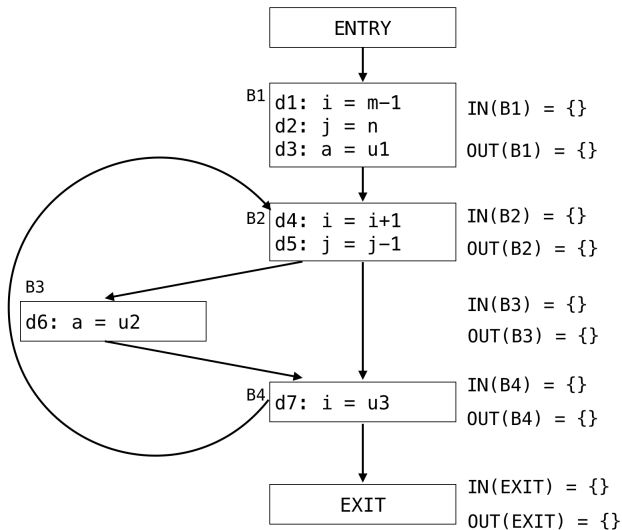 ENTRY
B1
d1: i = m−1
d2: j = n
d3: a = u1
IN(B1) = {}
OUT(B1) = {}
B2
d4: i = i+1
d5: j = j−1
IN(B2) = {}
OUT(B2) = {}
B3
d6: a = u2
IN(B3) = {}
OUT(B3) = {}
B4
d7: i = u3
IN(B4) = {}
OUT(B4) = {}
EXIT
IN(EXIT) = {}
OUT(EXIT) = {}